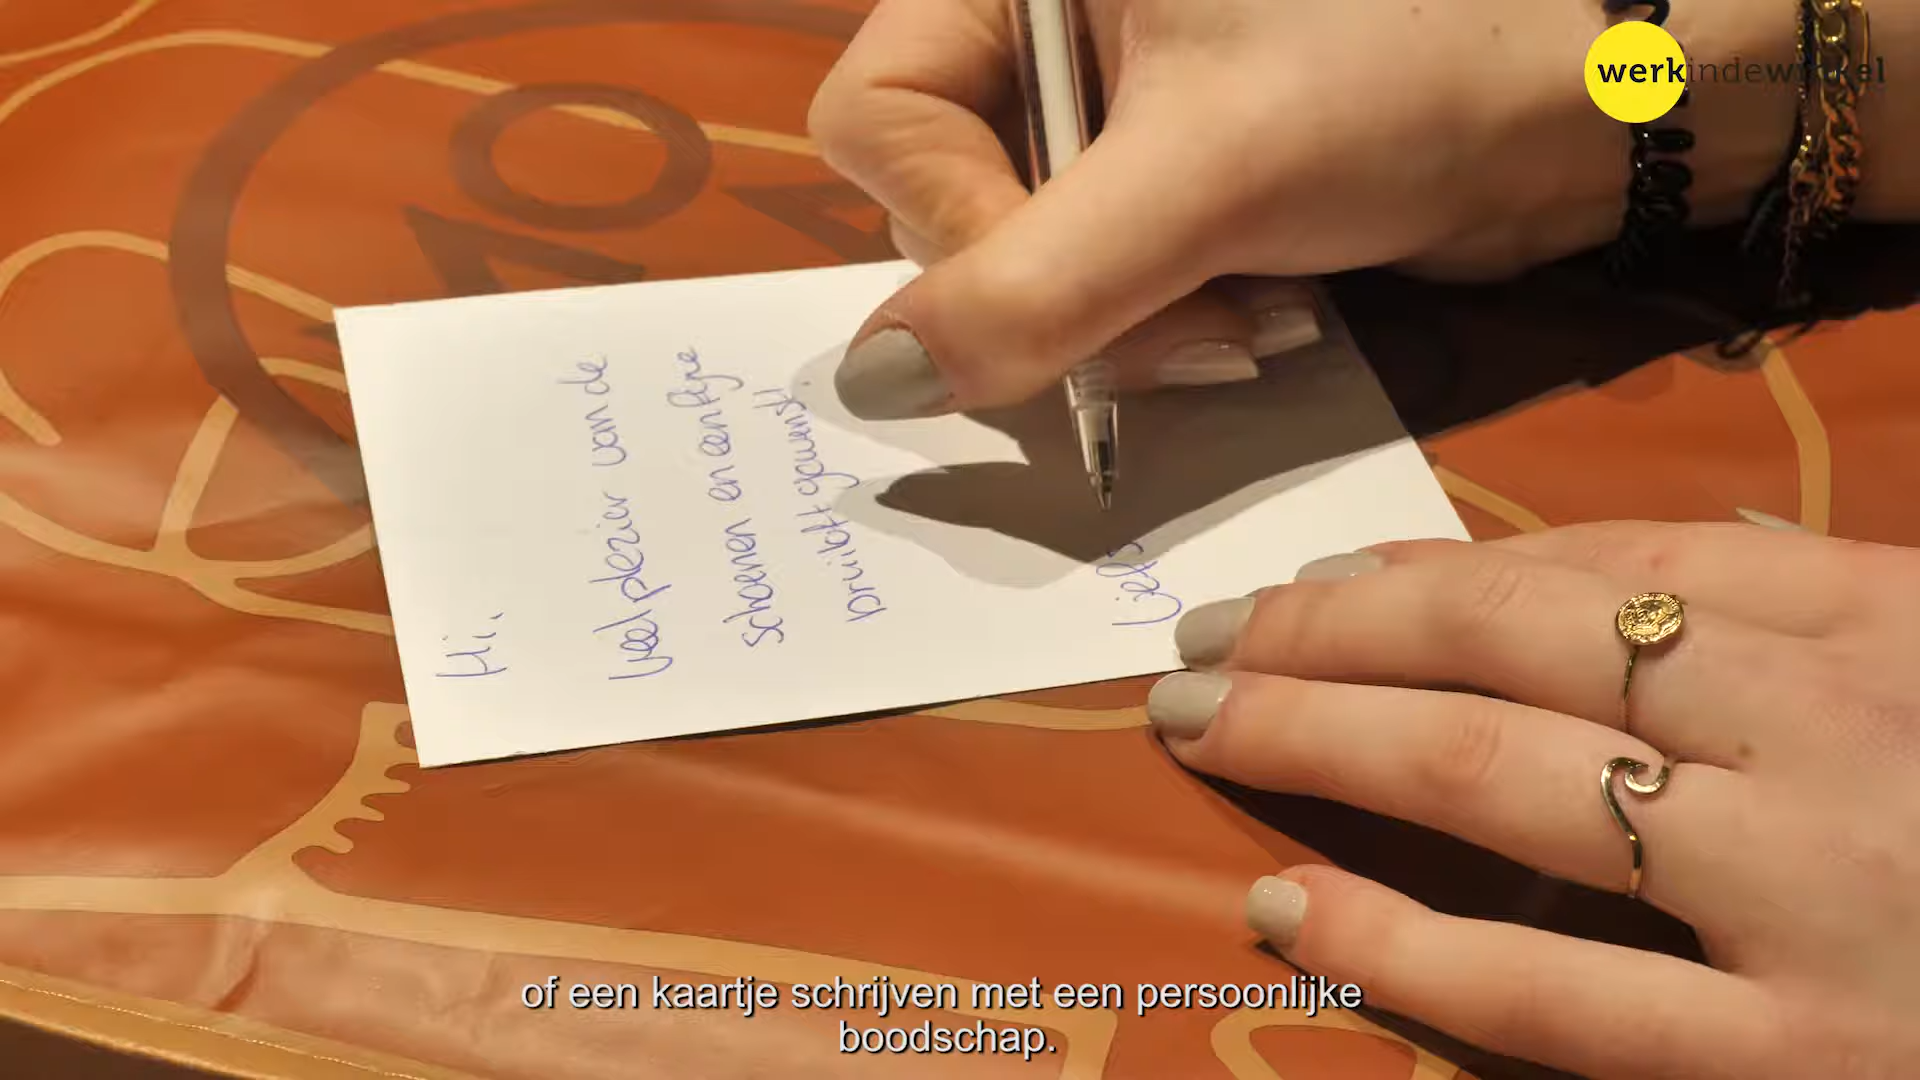 werkindewinkel
Hi,
veel plezier van de
schoenen en een fijne
bruiloft gewenst!
Liefs
of een kaartje schrijven met een persoonlijke
boodschap.